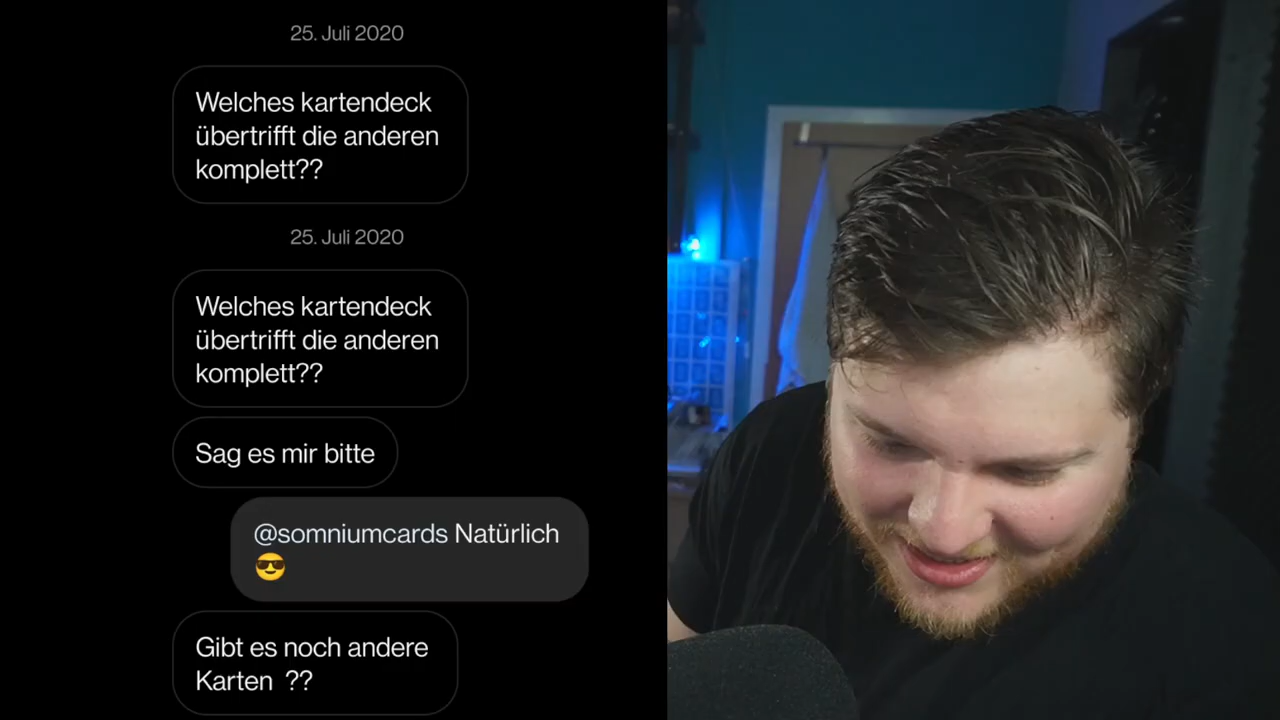 25. Juli 2020
Welches kartendeck
übertrifft die anderen
komplett??
25. Juli 2020
Welches kartendeck
übertrifft die anderen
komplett??
Sag es mir bitte
@somniumcards Natürlich
😎
Gibt es noch andere
Karten ??